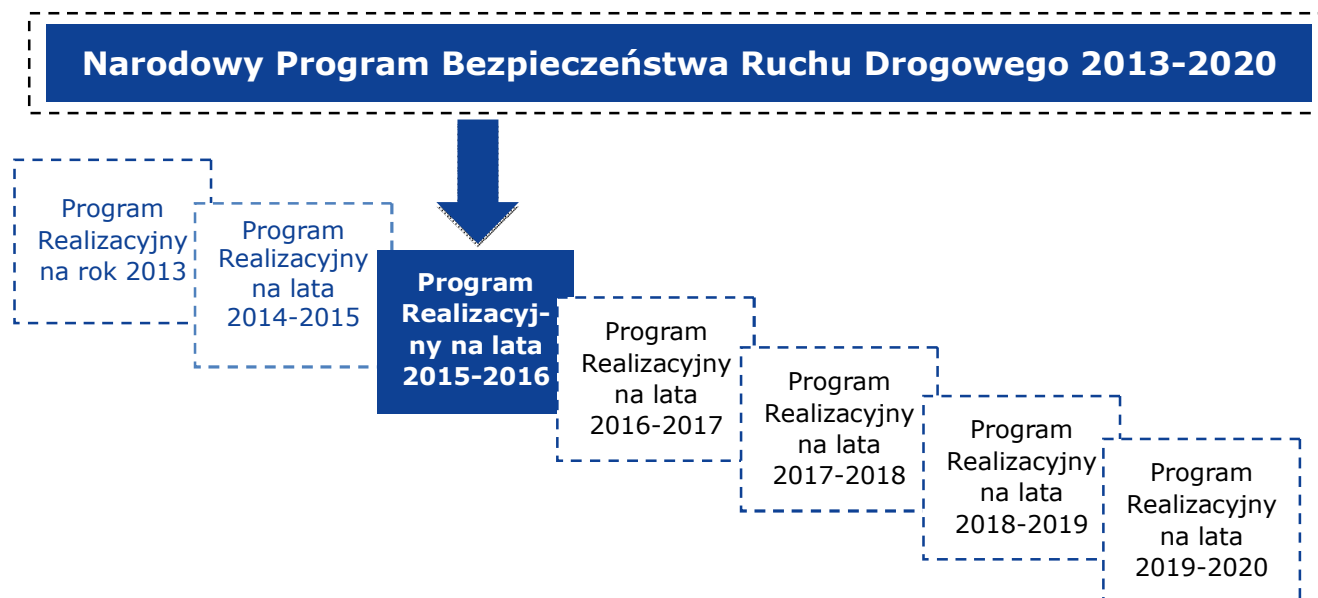 Narodowy Program Bezpieczeństwa Ruchu Drogowego 2013-2020
Program
Realizacyjny
na rok 2013
Program
Realizacyjny
na lata
2014-2015
Program
Realizacyj-
ny na lata
2015-2016
Program
Realizacyjny
na lata
2016-2017
Program
Realizacyjny
na lata
2017-2018
Program
Realizacyjny
na lata
2018-2019
Program
Realizacyjny
na lata
2019-2020